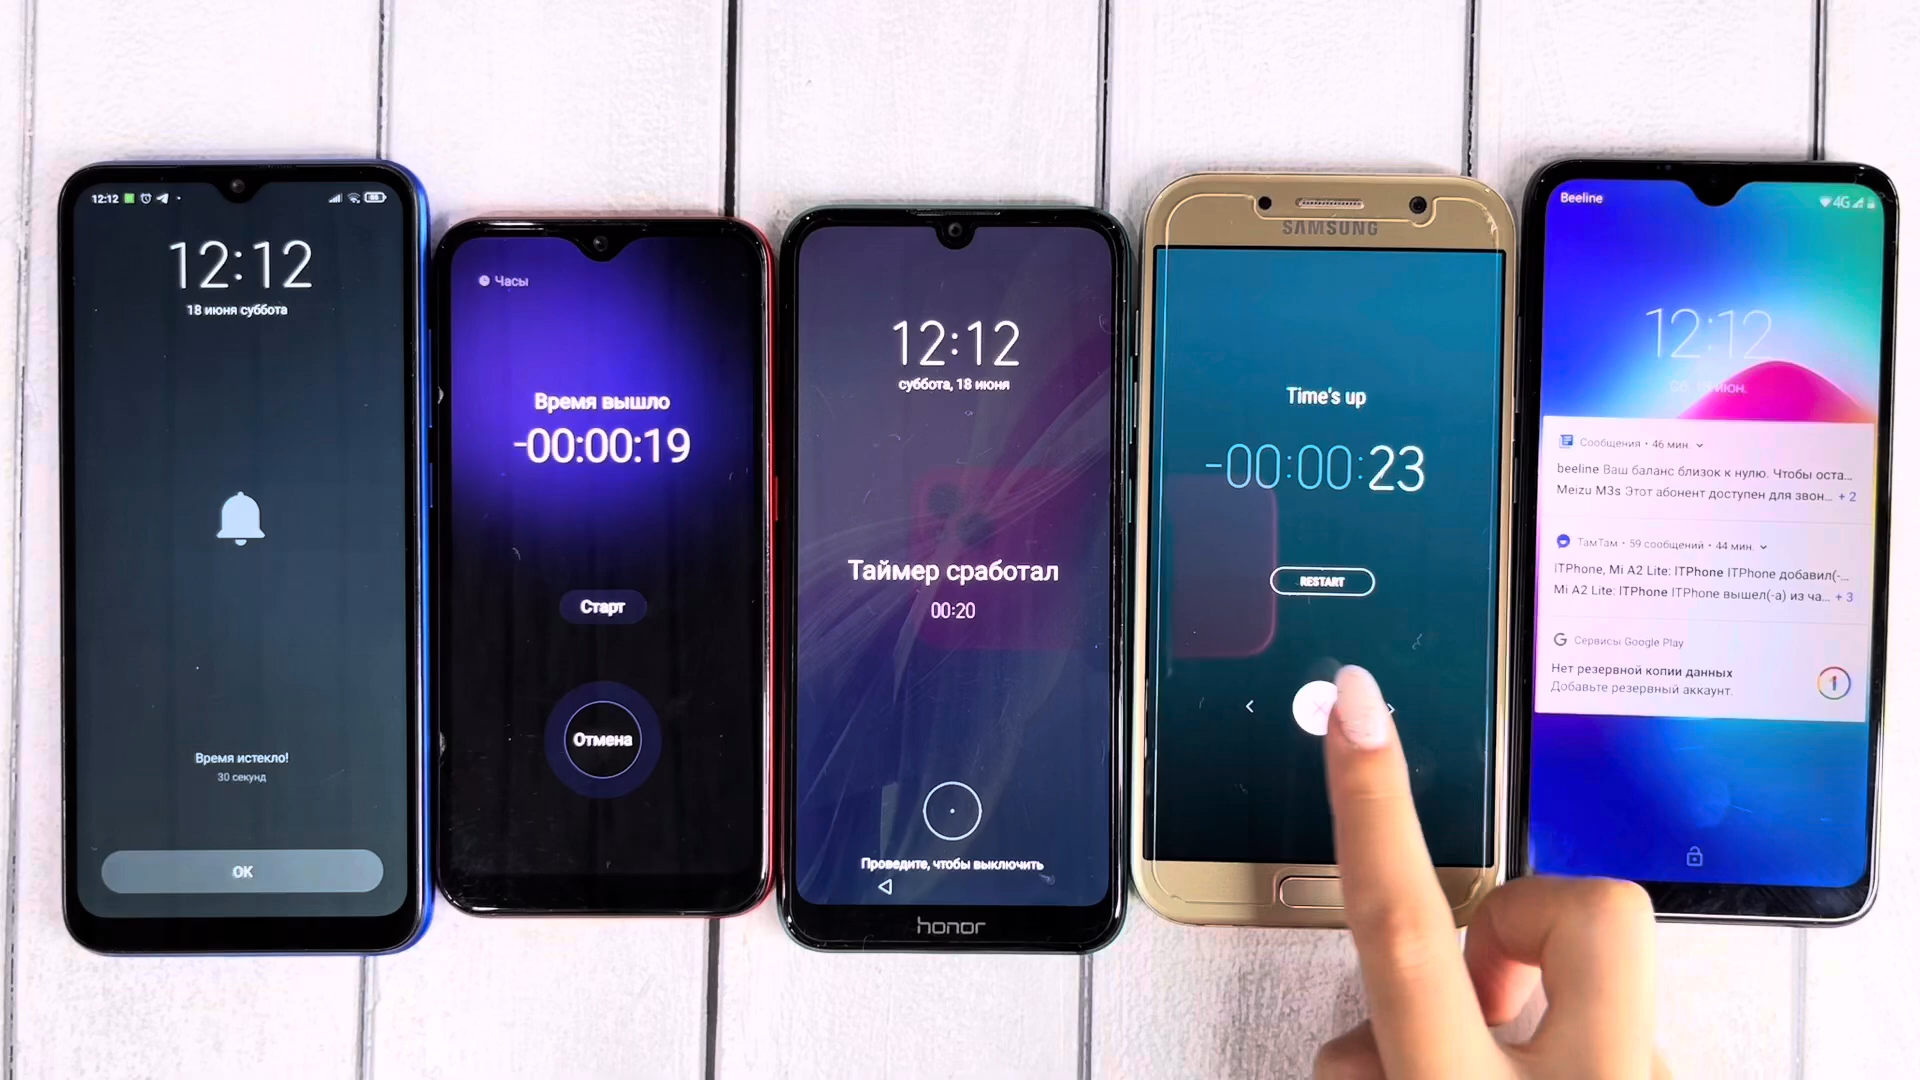 12:12
12:12
18 июня суббота
Время истекло!
30 секунд
OK
Часы
Время вышло
-00:00:19
Старт
Отмена
12:12
суббота, 18 июня
Таймер сработал
00:20
Проведите, чтобы выключить
honor
SAMSUNG
Time's up
-00:00:23
RESTART
Beeline
4G
12:12
Сб, 18 июн.
Сообщения • 46 мин.
beeline Ваш баланс близок к нулю. Чтобы оста...
Meizu M3s Этот абонент доступен для звон... + 2
ТамТам • 59 сообщений • 44 мин.
ITPhone, Mi A2 Lite: ITPhone ITPhone добавил(-...
Mi A2 Lite: ITPhone ITPhone вышел(-а) из ча... + 3
Сервисы Google Play
Нет резервной копии данных
Добавьте резервный аккаунт.